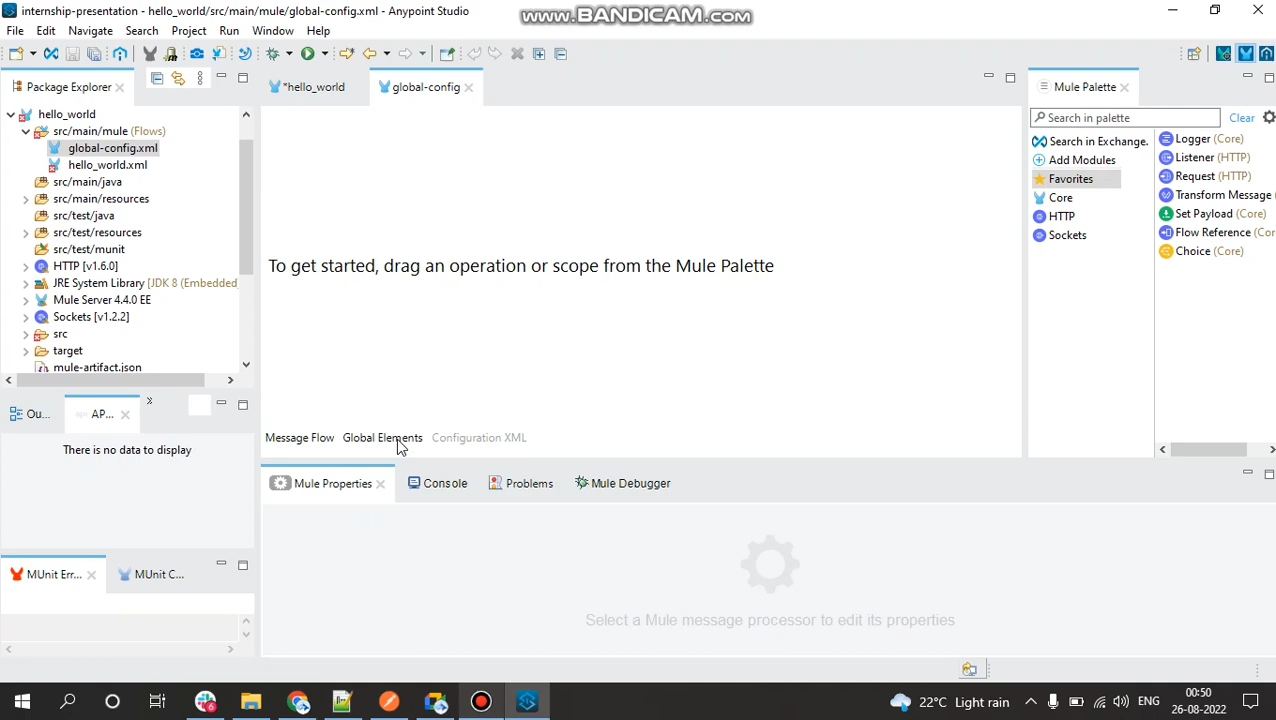 internship-presentation - hello_world/src/main/mule/global-config.xml - Anypoint Studio
www.BANDICAM.com
File Edit Navigate Search Project Run Window Help
Package Explorer
*hello_world
global-config
Mule Palette
hello_world
src/main/mule (Flows)
global-config.xml
hello_world.xml
src/main/java
src/main/resources
src/test/java
src/test/resources
src/test/munit
HTTP [v1.6.0]
JRE System Library [JDK 8 (Embedded)
Mule Server 4.4.0 EE
Sockets [v1.2.2]
src
target
mule-artifact.json
To get started, drag an operation or scope from the Mule Palette
Message Flow Global Elements Configuration XML
Search in palette
Clear
Search in Exchange.
Add Modules
Favorites
Core
HTTP
Sockets
Logger (Core)
Listener (HTTP)
Request (HTTP)
Transform Message
Set Payload (Core)
Flow Reference (Cor
Choice (Core)
Ou...
AP...
There is no data to display
Mule Properties
Console
Problems
Mule Debugger
Select a Mule message processor to edit its properties
MUnit Err...
MUnit C...
22°C Light rain
ENG
00:50
26-08-2022